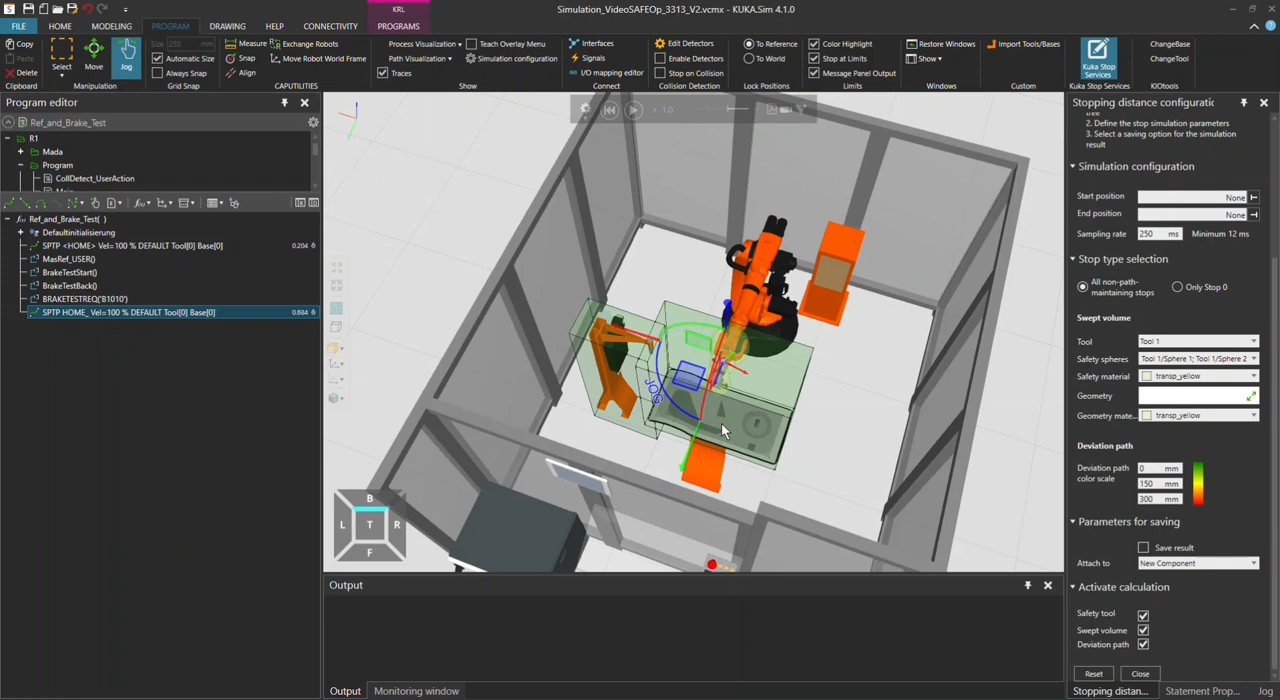 Simulation_VideoSAFEOp_3313_V2.vcmx - KUKA.Sim 4.1.0
KRL
FILE HOME MODELING PROGRAM DRAWING HELP CONNECTIVITY PROGRAMS
Copy
Paste
Delete
Clipboard
Select
Move
Jog
Manipulation
Size 250 mm
Automatic Size
Always Snap
Grid Snap
Measure
Snap
Align
Exchange Robots
Move Robot World Frame
CAPUTILITIES
Process Visualization
Path Visualization
Traces
Teach Overlay Menu
Simulation configuration
Show
Interfaces
Signals
I/O mapping editor
Connect
Edit Detectors
Enable Detectors
Stop on Collision
Collision Detection
To Reference
To World
Lock Positions
Color Highlight
Stop at Limits
Message Panel Output
Limits
Restore Windows
Show
Windows
Import Tools/Bases
Custom
Kuka Stop
Services
Kuka Stop Services
ChangeBase
ChangeTool
KIOtools
Program editor
Ref_and_Brake_Test
R1
Mada
Program
CollDetect_UserAction
Ref_and_Brake_Test( )
Defaultinitialisierung
SPTP <HOME> Vel=100 % DEFAULT Tool[0] Base[0] 0.204
MasRef_USER()
BrakeTestStart()
BrakeTestBack()
BRAKETESTREQ('B1010')
SPTP HOME_ Vel=100 % DEFAULT Tool[0] Base[0] 0.684
x 1.0
JOG
B
L T R
F
Output
Output Monitoring window
Stopping distance configuratic
tree
2. Define the stop simulation parameters
3. Select a saving option for the simulation
result
Simulation configuration
Start position None
End position None
Sampling rate 250 ms Minimum 12 ms
Stop type selection
All non-path-
maintaining stops
Only Stop 0
Swept volume
Tool Tool 1
Safety spheres Tool 1/Sphere 1; Tool 1/Sphere 2
Safety material transp_yellow
Geometry
Geometry mate... transp_yellow
Deviation path
Deviation path
color scale
0 mm
150 mm
300 mm
Parameters for saving
Save result
Attach to New Component
Activate calculation
Safety tool
Swept volume
Deviation path
Reset Close
Stopping distan... Statement Prop... Jog